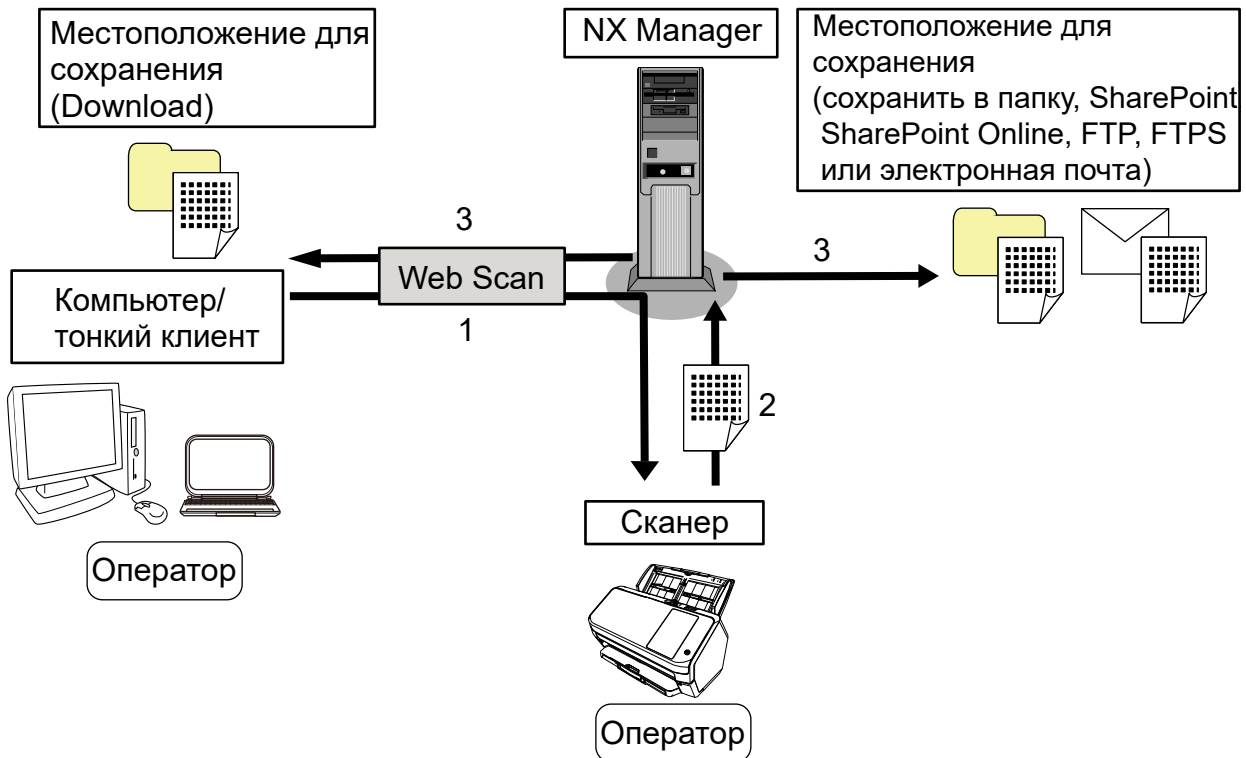 Местоположение для
сохранения
(Download)
NX Manager
Местоположение для
сохранения
(сохранить в папку, SharePoint
SharePoint Online, FTP, FTPS
или электронная почта)
3
Web Scan
1
3
Компьютер/
тонкий клиент
2
Сканер
Оператор
Оператор